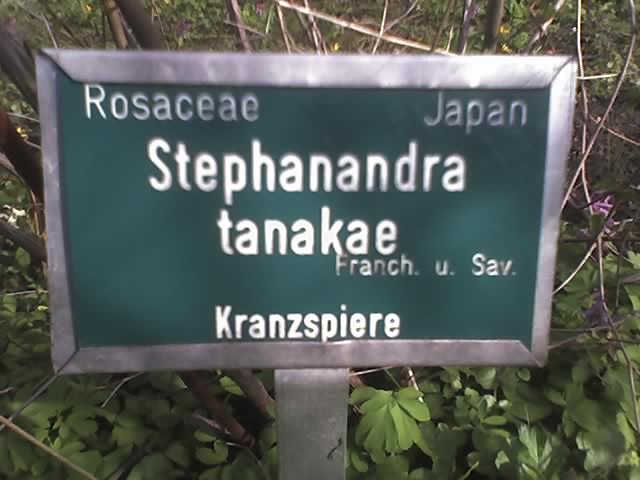 Rosaceae Japan
Stephanandra
tanakae
Franch. u. Sav.
Kranzspiere